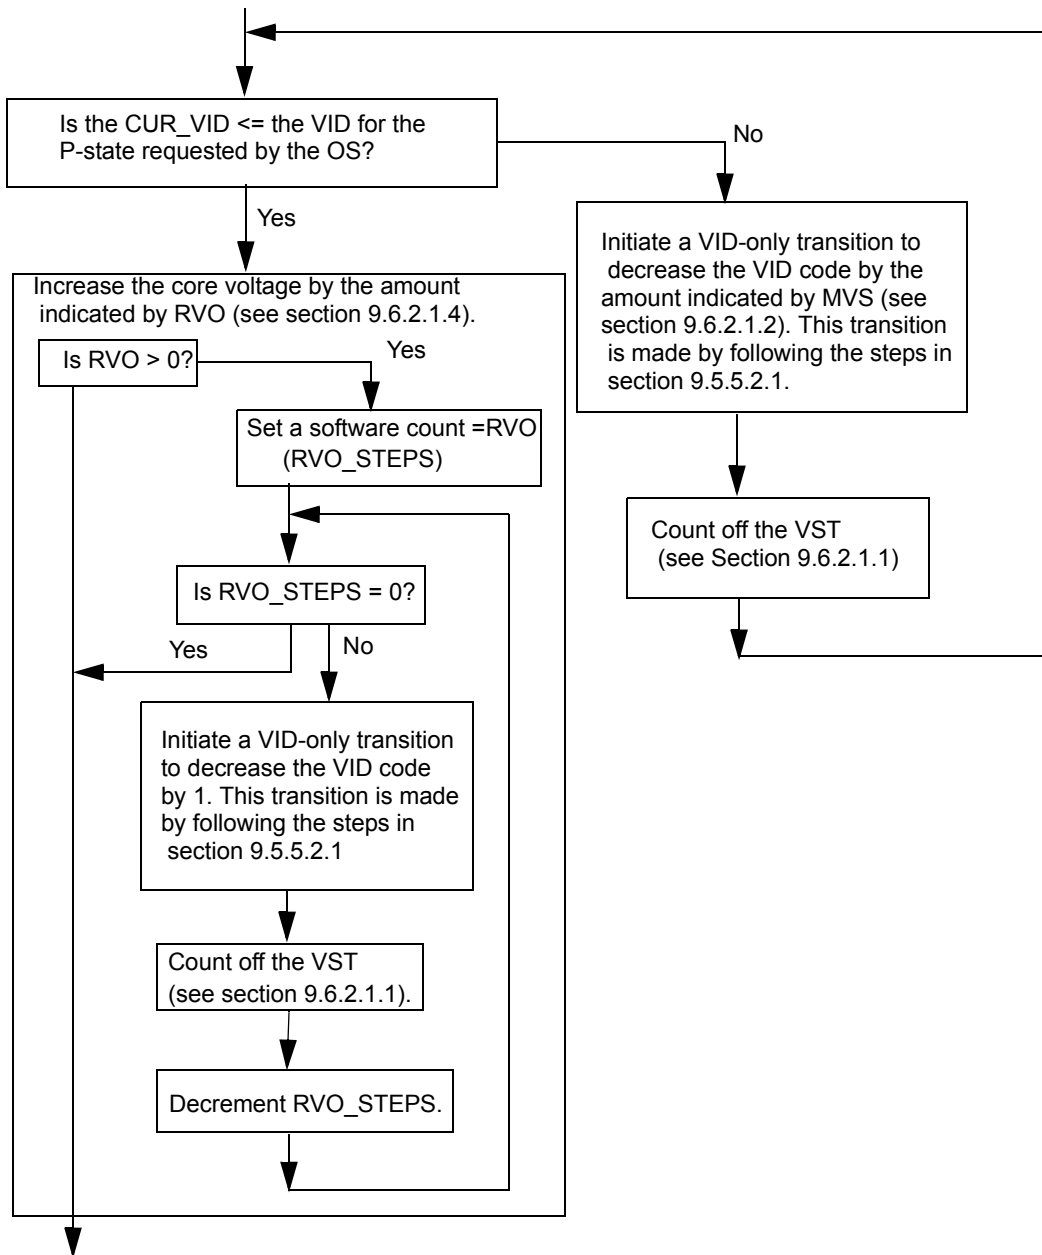 Is the CUR_VID <= the VID for the
P-state requested by the OS?
No
Yes
Initiate a VID-only transition to
decrease the VID code by the
amount indicated by MVS (see
section 9.6.2.1.2). This transition
is made by following the steps in
section 9.5.5.2.1.
Increase the core voltage by the amount
indicated by RVO (see section 9.6.2.1.4).
Is RVO > 0?
Yes
Set a software count =RVO
(RVO_STEPS)
Count off the VST
(see Section 9.6.2.1.1)
Is RVO_STEPS = 0?
Yes
No
Initiate a VID-only transition
to decrease the VID code
by 1. This transition is made
by following the steps in
section 9.5.5.2.1
Count off the VST
(see section 9.6.2.1.1).
Decrement RVO_STEPS.